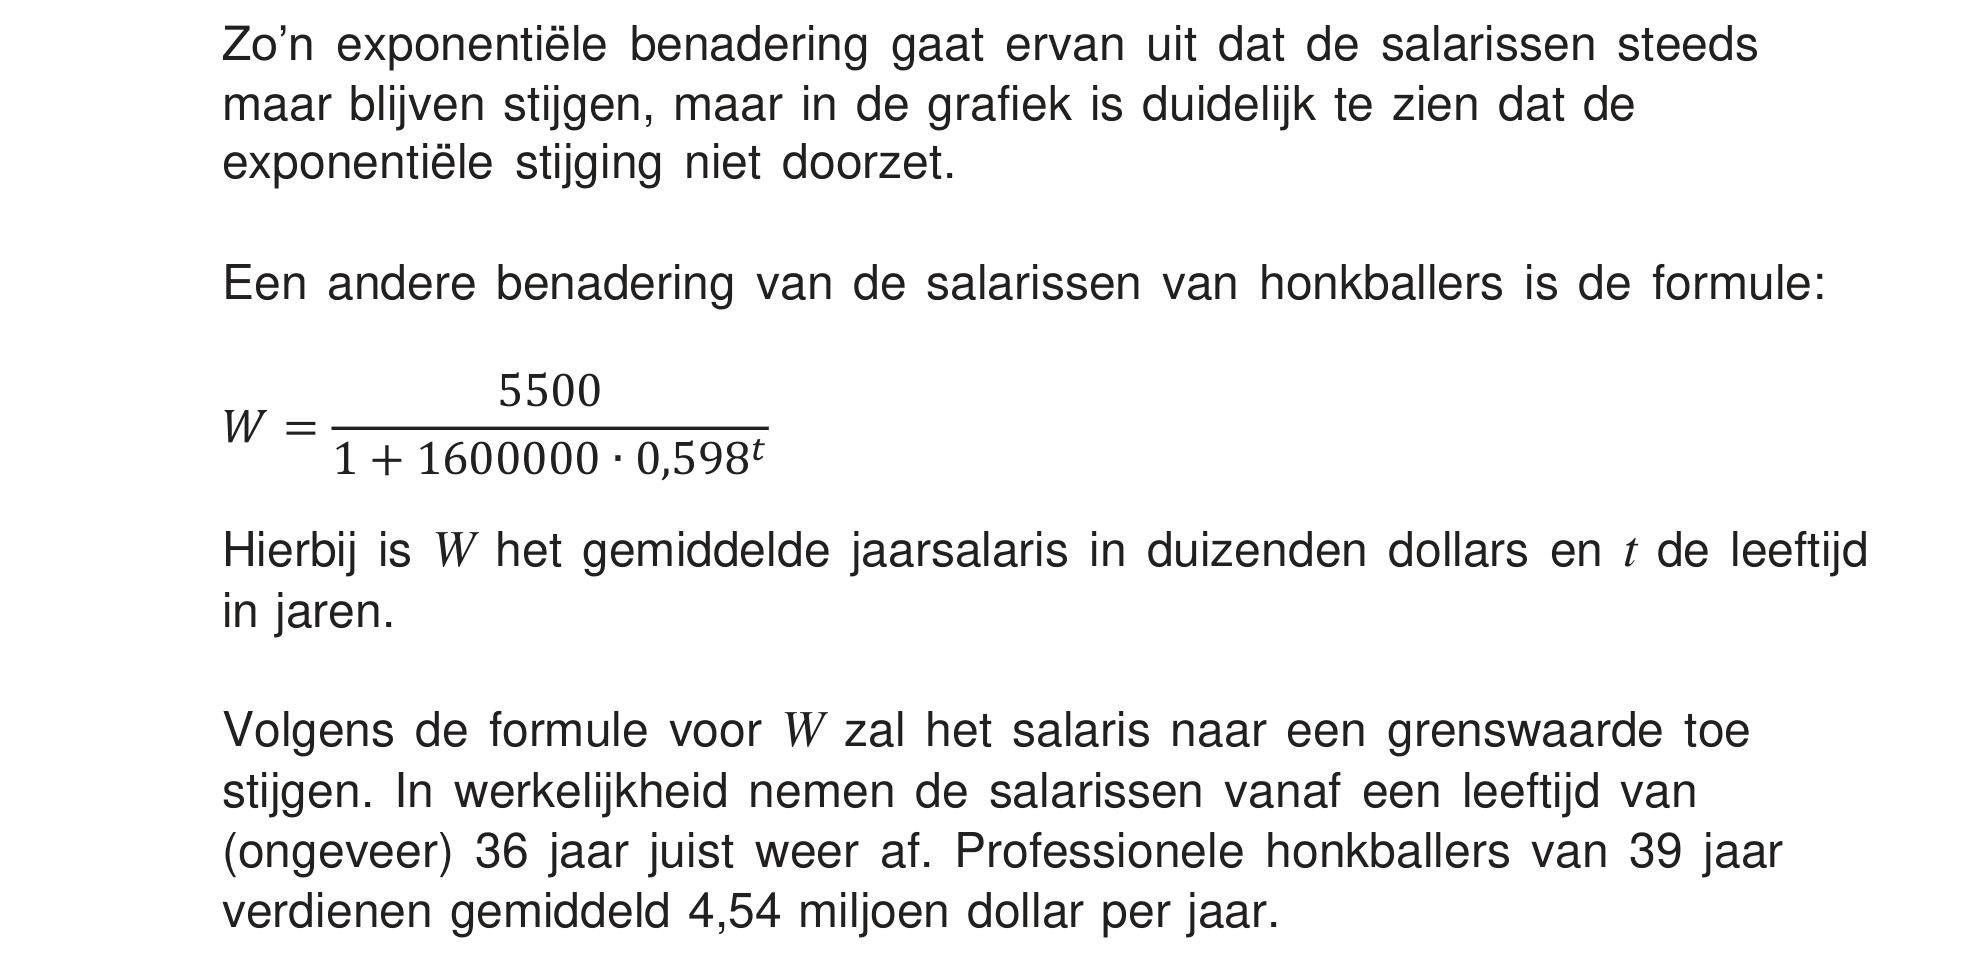 Zo’n exponentiële benadering gaat ervan uit dat de salarissen steeds
maar blijven stijgen, maar in de grafiek is duidelijk te zien dat de
exponentiële stijging niet doorzet.
Een andere benadering van de salarissen van honkballers is de formule:
5500
W =
1 + 1600000 · 0,598^t
Hierbij is W het gemiddelde jaarsalaris in duizenden dollars en t de leeftijd
in jaren.
Volgens de formule voor W zal het salaris naar een grenswaarde toe
stijgen. In werkelijkheid nemen de salarissen vanaf een leeftijd van
(ongeveer) 36 jaar juist weer af. Professionele honkballers van 39 jaar
verdienen gemiddeld 4,54 miljoen dollar per jaar.